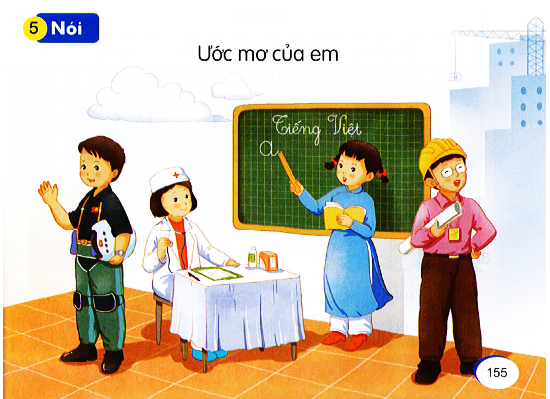 5 Nói
Ước mơ của em
Tiếng Việt
a
155